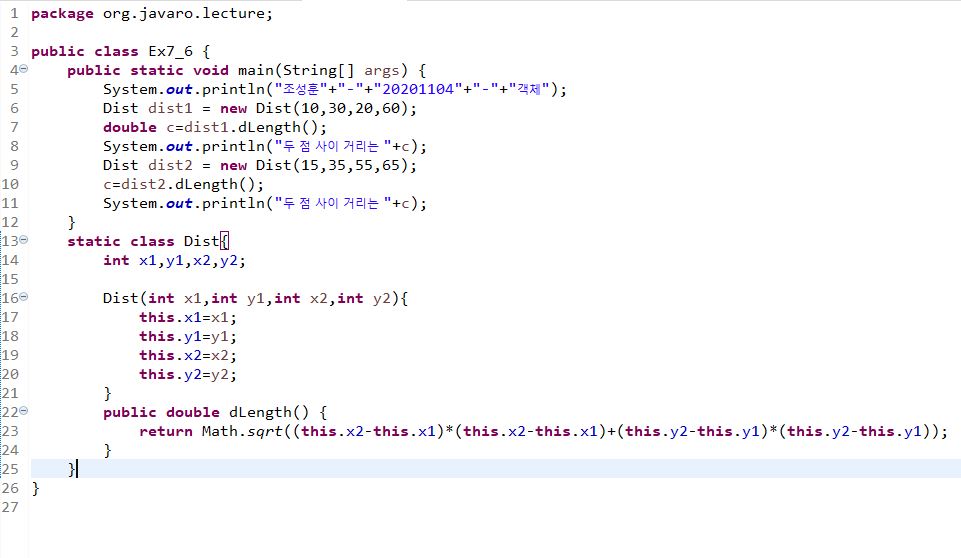 1 package org.javaro.lecture;
2
3 public class Ex7_6 {
4     public static void main(String[] args) {
5         System.out.println("조성훈"+"-"+"20201104"+"-"+"객체");
6         Dist dist1 = new Dist(10,30,20,60);
7         double c=dist1.dLength();
8         System.out.println("두 점 사이 거리는 "+c);
9         Dist dist2 = new Dist(15,35,55,65);
10         c=dist2.dLength();
11         System.out.println("두 점 사이 거리는 "+c);
12     }
13     static class Dist{
14         int x1,y1,x2,y2;
15
16         Dist(int x1,int y1,int x2,int y2){
17             this.x1=x1;
18             this.y1=y1;
19             this.x2=x2;
20             this.y2=y2;
21         }
22         public double dLength() {
23             return Math.sqrt((this.x2-this.x1)*(this.x2-this.x1)+(this.y2-this.y1)*(this.y2-this.y1));
24         }
25     }
26 }
27